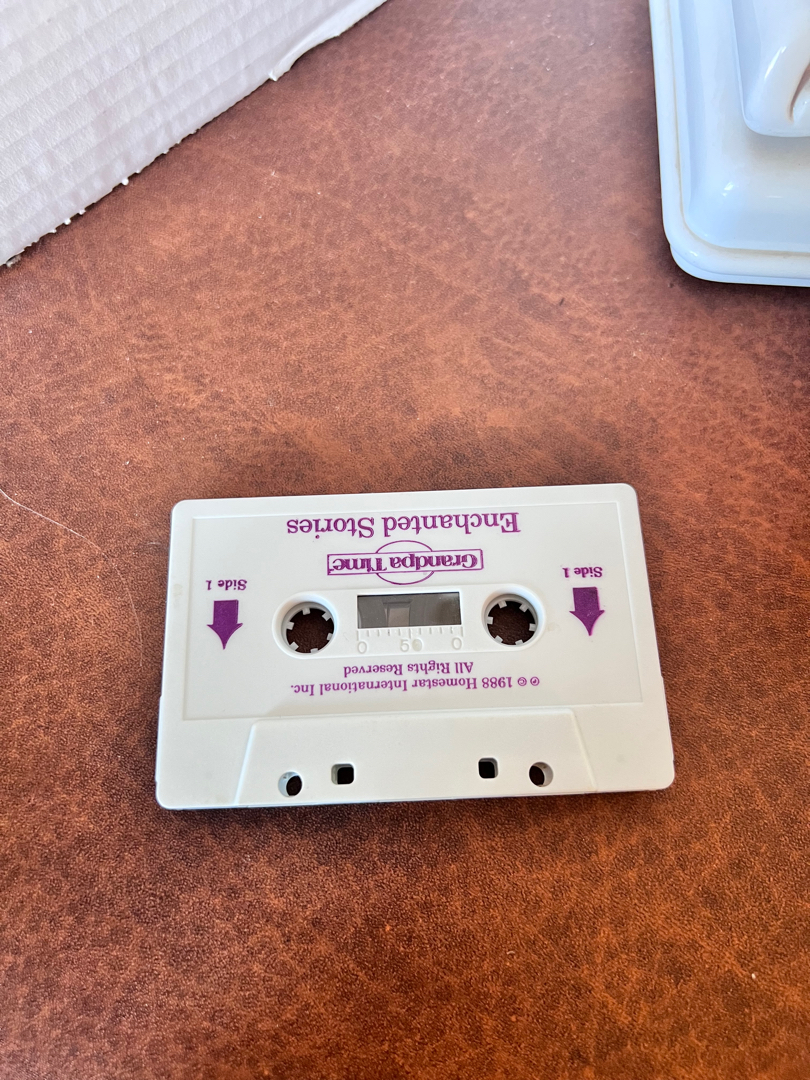 Enchanted Stories
Grandpa Time
Side 1
Side 1
0 50 0
℗ © 1988 Homestar International Inc.
All Rights Reserved